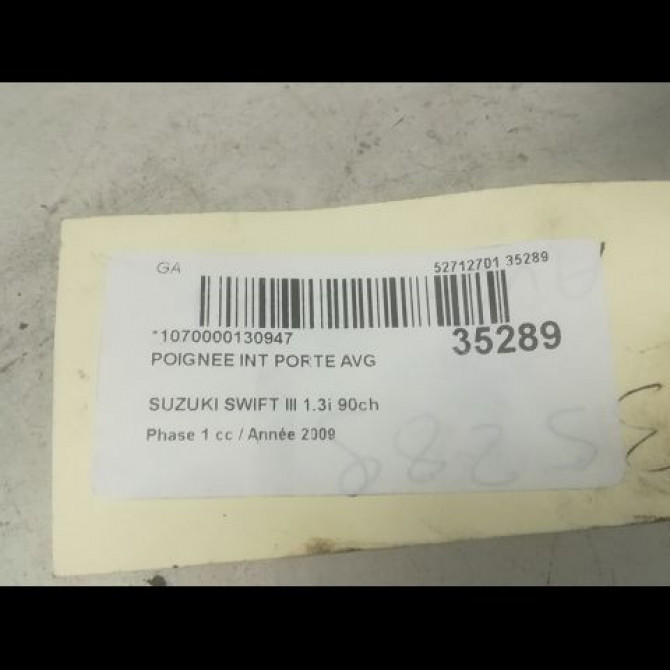 GA
52712701 35289
*1070000130947
35289
POIGNEE INT PORTE AVG
SUZUKI SWIFT III 1.3i 90ch
Phase 1 cc / Année 2009